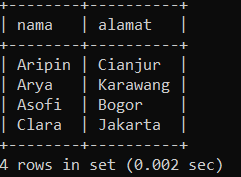 +--------+----------+
| nama   | alamat   |
+--------+----------+
| Aripin | Cianjur  |
| Arya   | Karawang |
| Asofi  | Bogor    |
| Clara  | Jakarta  |
+--------+----------+
4 rows in set (0.002 sec)